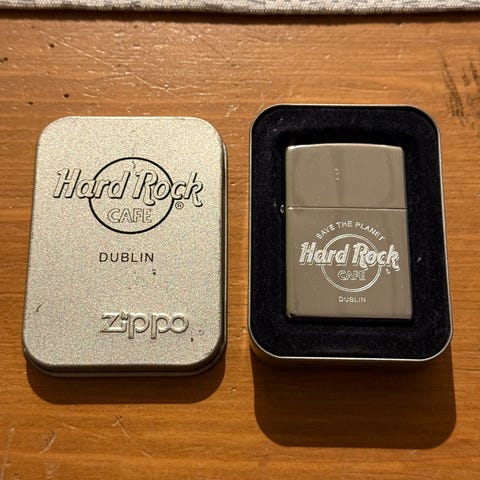 Hard Rock
®
CAFE
DUBLIN
Zippo
SAVE THE PLANET
Hard Rock
®
CAFE
DUBLIN